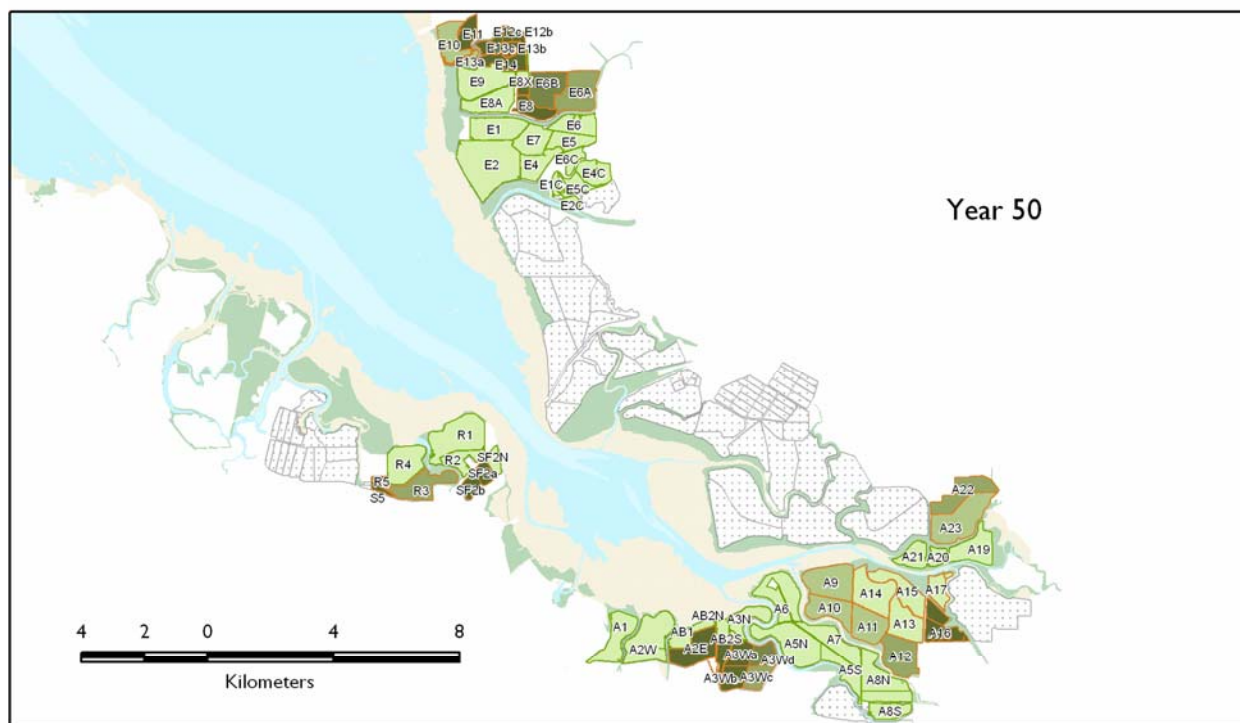 E11
E12c
E12b
E10
E13c
E13b
E13a
E14
E9
E8X
E6B
E6A
E8A
E8
E1
E6
E7
E5
E2
E4
E6C
E4C
E1C
E5C
E2C
Year 50
R1
R4
R2
SF2N
SF2a
R5
R3
SF2b
S5
A22
A23
A21
A20
A19
A9
A14
A15
A17
A10
A6
A11
A13
A16
AB2N
A3N
A1
AB1
AB2S
A5N
A7
A2W
A2E
A3Wa
A3Wd
A12
A5S
A3Wb
A3Wc
A8N
A8S
4 2 0 4 8
Kilometers